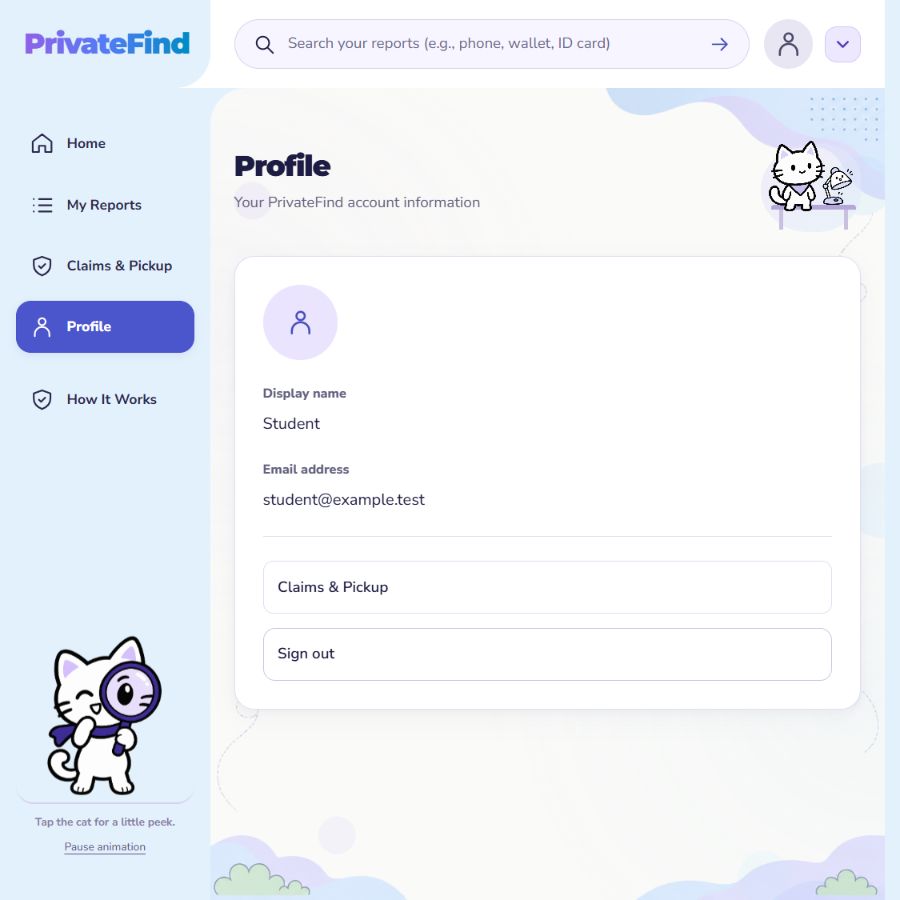 PrivateFind
Search your reports (e.g., phone, wallet, ID card)
Home
My Reports
Claims & Pickup
Profile
How It Works
Tap the cat for a little peek.
Pause animation
Profile
Your PrivateFind account information
Display name
Student
Email address
student@example.test
Claims & Pickup
Sign out